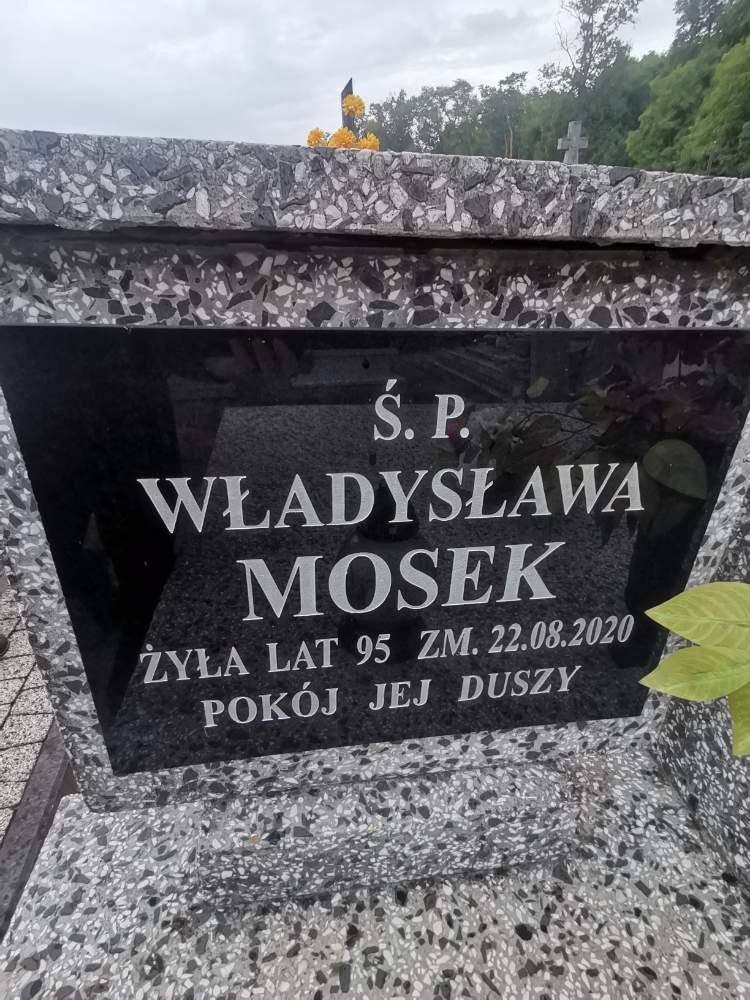 Ś. P.
WŁADYSŁAWA
MOSEK
ŻYŁA LAT 95 ZM. 22.08.2020
POKÓJ JEJ DUSZY